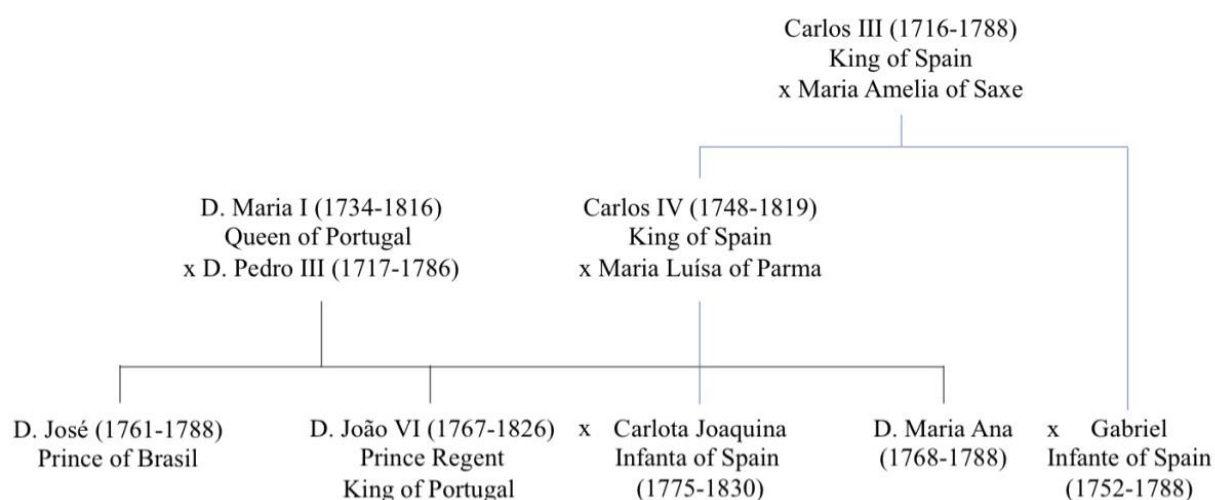 Carlos III (1716-1788)
King of Spain
x Maria Amelia of Saxe
D. Maria I (1734-1816)
Queen of Portugal
x D. Pedro III (1717-1786)
Carlos IV (1748-1819)
King of Spain
x Maria Luísa of Parma
D. José (1761-1788)
Prince of Brasil
D. João VI (1767-1826)
Prince Regent
King of Portugal
x
Carlota Joaquina
Infanta of Spain
(1775-1830)
D. Maria Ana
(1768-1788)
x
Gabriel
Infante of Spain
(1752-1788)